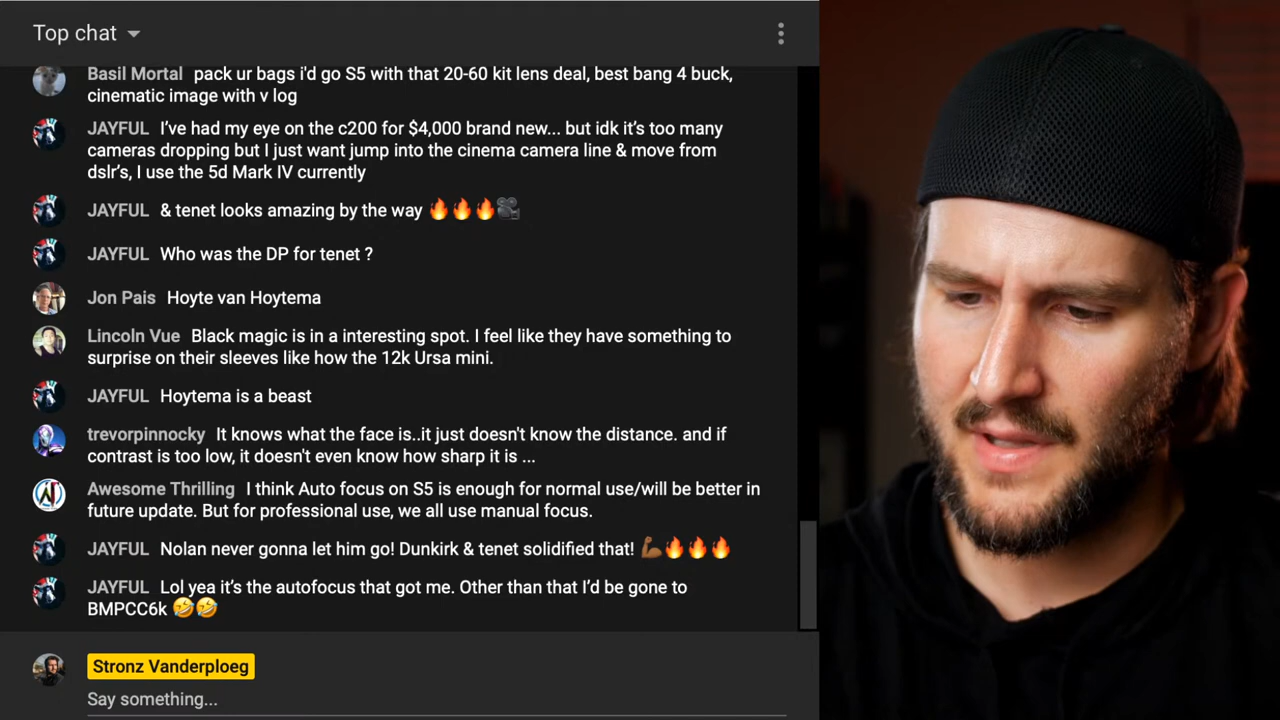 Top chat
Basil Mortal pack ur bags i'd go S5 with that 20-60 kit lens deal, best bang 4 buck,
cinematic image with v log
JAYFUL I’ve had my eye on the c200 for $4,000 brand new... but idk it’s too many
cameras dropping but I just want jump into the cinema camera line & move from
dslr’s, I use the 5d Mark IV currently
JAYFUL & tenet looks amazing by the way 🔥🔥🔥🎥
JAYFUL Who was the DP for tenet ?
Jon Pais Hoyte van Hoytema
Lincoln Vue Black magic is in a interesting spot. I feel like they have something to
surprise on their sleeves like how the 12k Ursa mini.
JAYFUL Hoytema is a beast
trevorpinnocky It knows what the face is..it just doesn't know the distance. and if
contrast is too low, it doesn't even know how sharp it is ...
Awesome Thrilling I think Auto focus on S5 is enough for normal use/will be better in
future update. But for professional use, we all use manual focus.
JAYFUL Nolan never gonna let him go! Dunkirk & tenet solidified that! 💪🏾🔥🔥🔥
JAYFUL Lol yea it’s the autofocus that got me. Other than that I’d be gone to
BMPCC6k 🤣🤣
Stronz Vanderploeg
Say something...